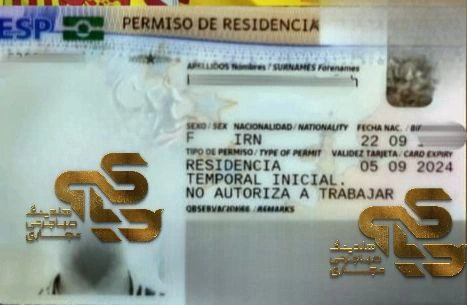 ESP PERMISO DE RESIDENCIA
APELLIDOS Nombres / SURNAMES Forenames
SEXO / SEX NACIONALIDAD / NATIONALITY FECHA NAC. /
F IRN 22 09
TIPO DE PERMISO / TYPE OF PERMIT VALIDEZ TARJETA / CARD EXPIRY
RESIDENCIA 05 09 2024
TEMPORAL INICIAL.
NO AUTORIZA A TRABAJAR
OBSERVACIONES / REMARKS